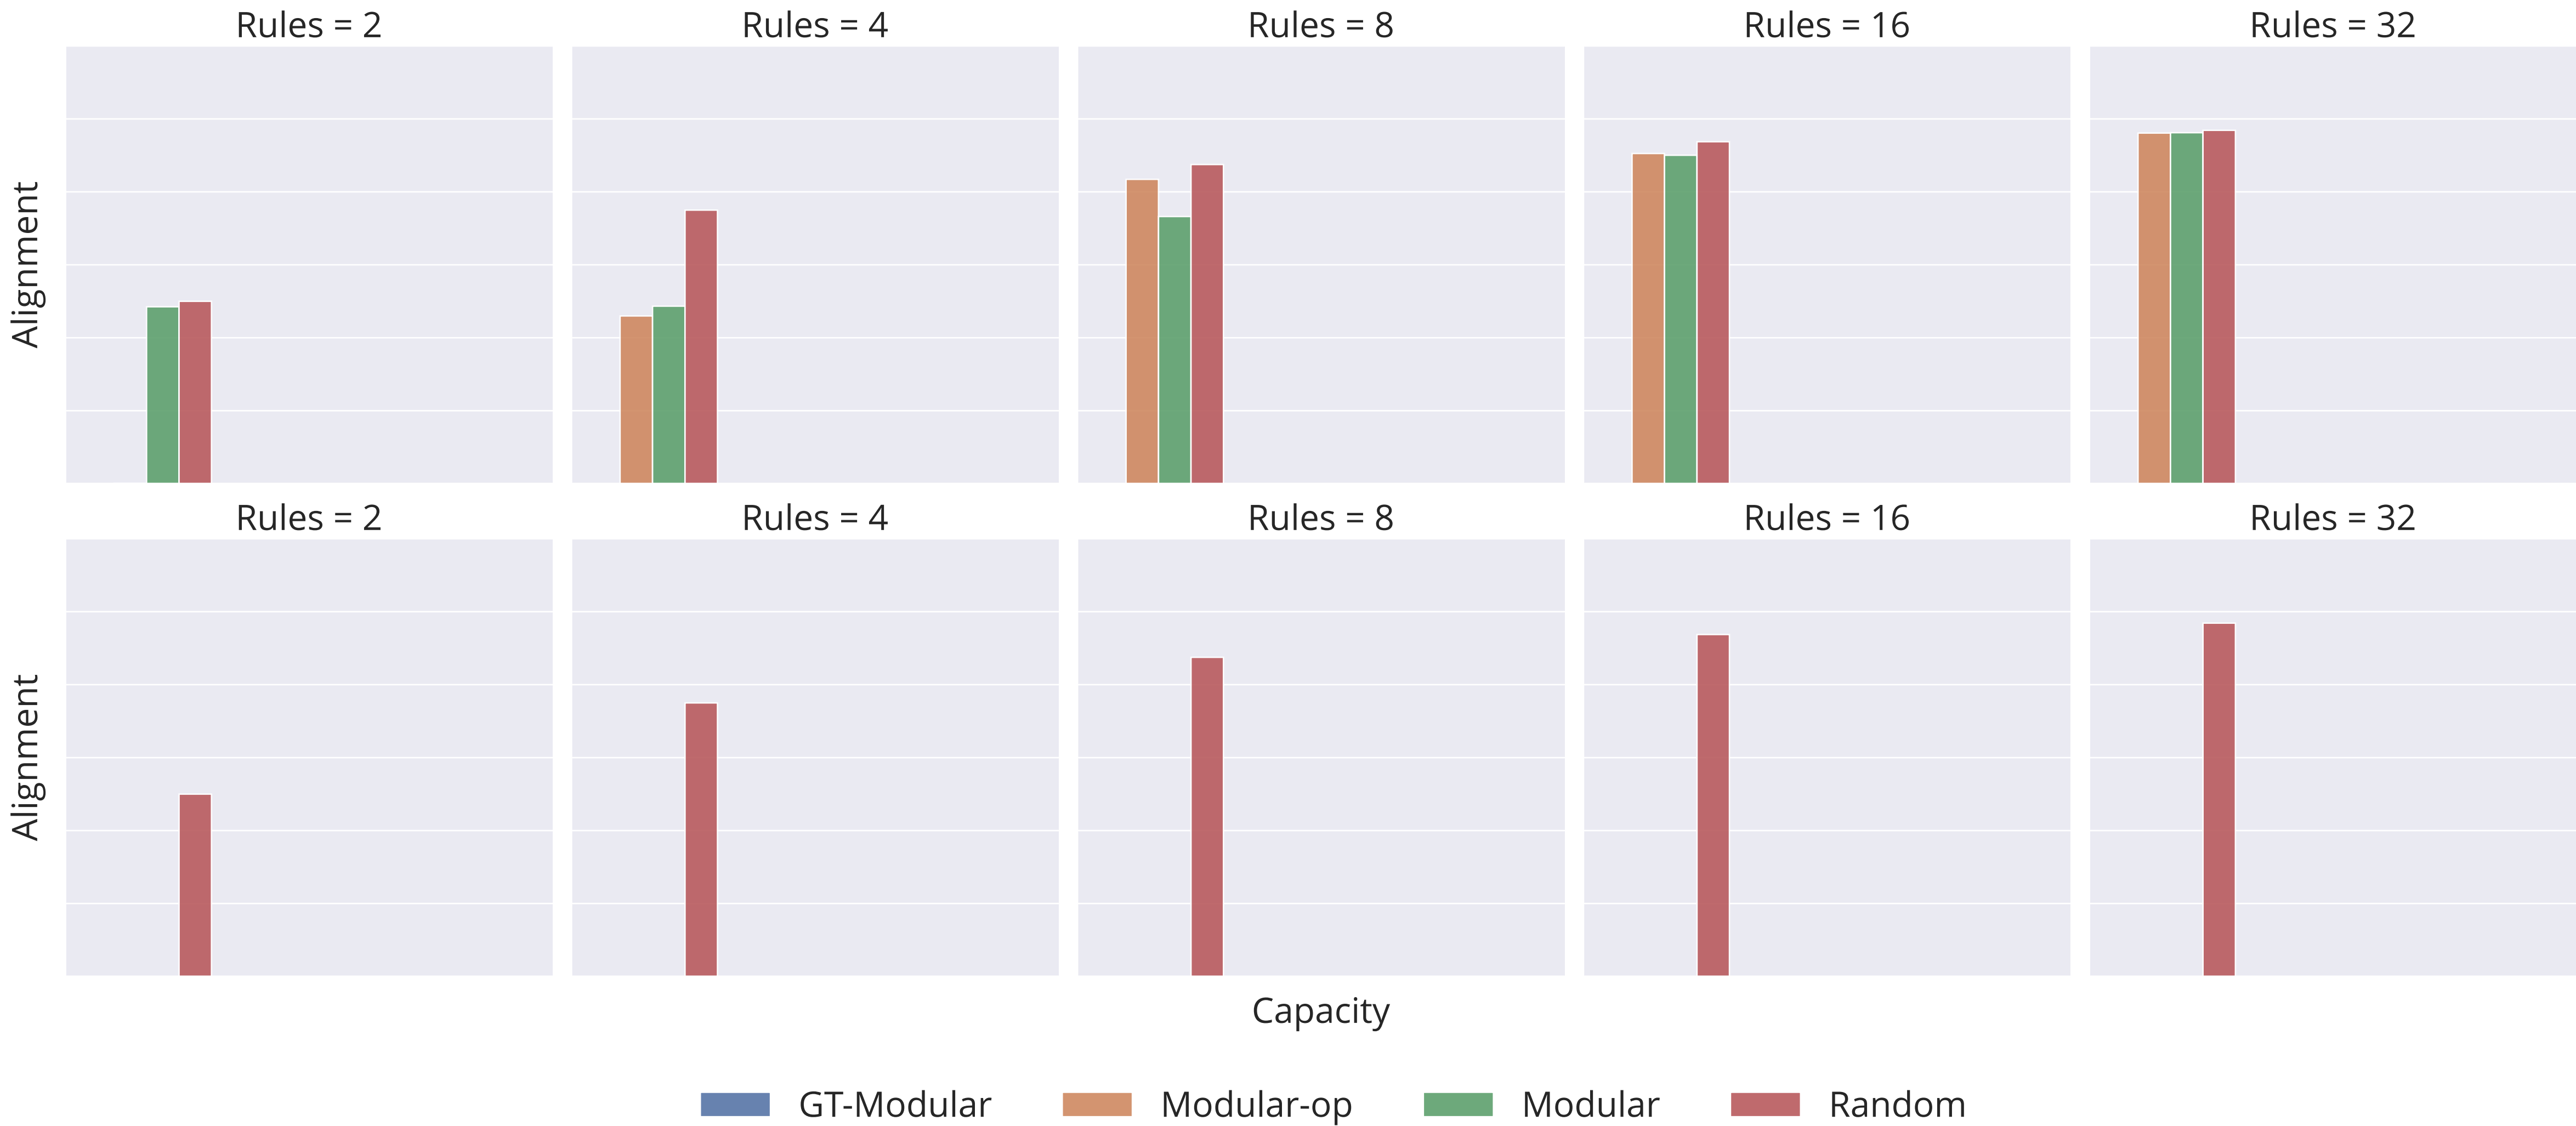 Rules = 2 Rules = 4 Rules = 8 Rules = 16 Rules = 32
Alignment
Rules = 2 Rules = 4 Rules = 8 Rules = 16 Rules = 32
Alignment
Capacity
GT-Modular Modular-op Modular Random